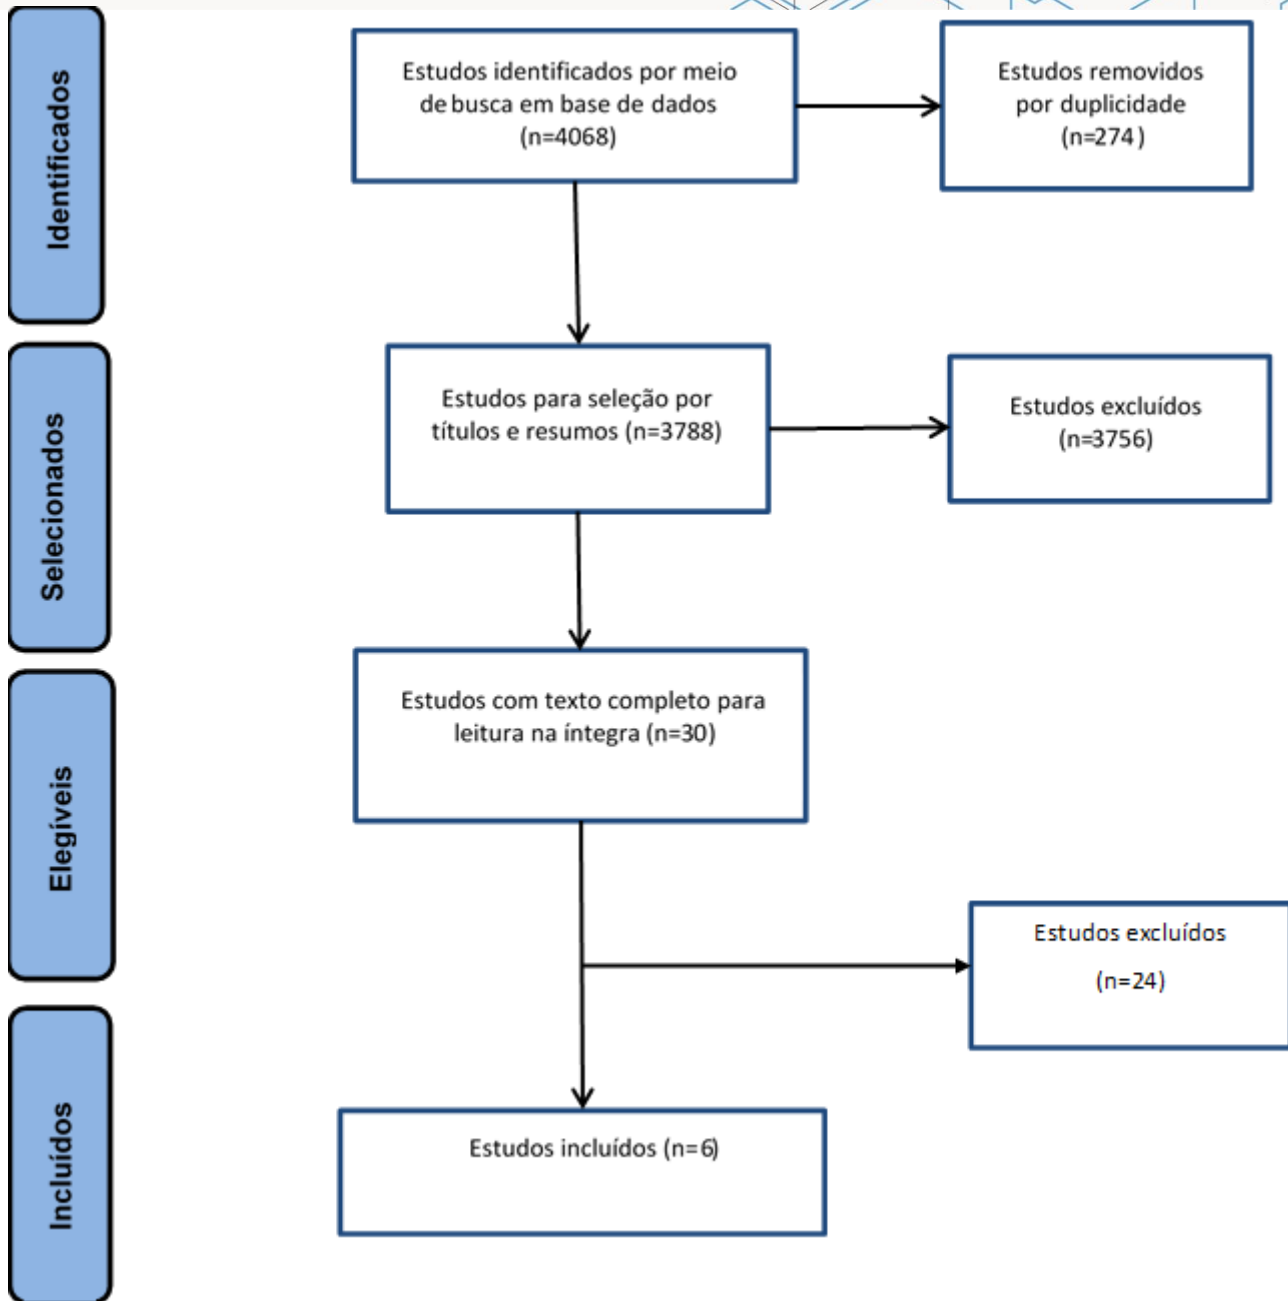 Identificados
Estudos identificados por meio
de busca em base de dados
(n=4068)
Estudos removidos
por duplicidade
(n=274)
Selecionados
Estudos para seleção por
títulos e resumos (n=3788)
Estudos excluídos
(n=3756)
Elegíveis
Estudos com texto completo para
leitura na íntegra (n=30)
Estudos excluídos
(n=24)
Incluídos
Estudos incluídos (n=6)